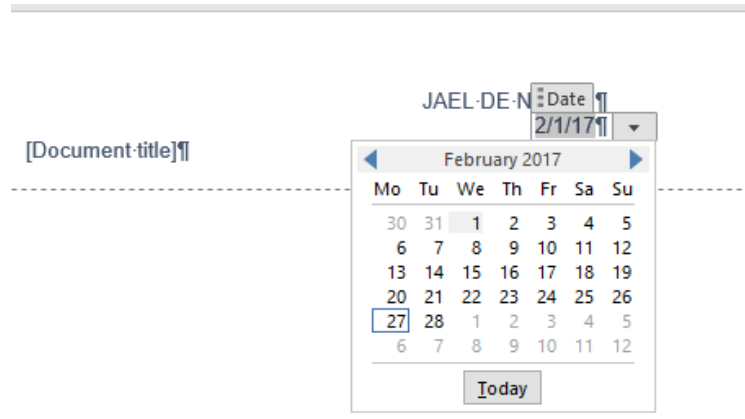 JAEL·DE·N Date ¶
2/1/17¶
[Document·title]¶
February 2017
Mo Tu We Th Fr Sa Su
30 31 1 2 3 4 5
6 7 8 9 10 11 12
13 14 15 16 17 18 19
20 21 22 23 24 25 26
27 28 1 2 3 4 5
6 7 8 9 10 11 12
Today